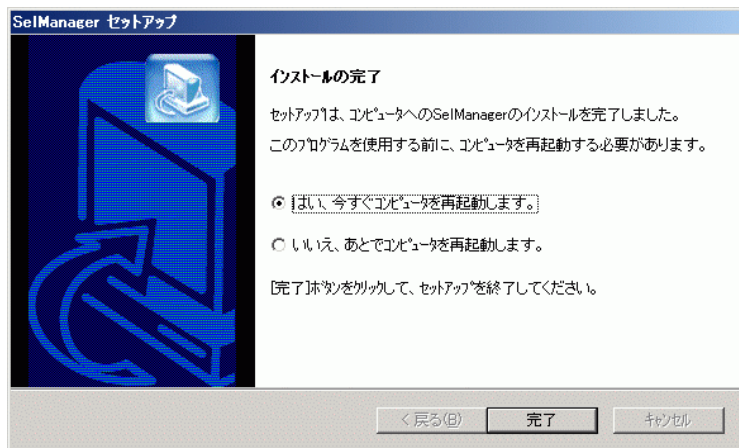 SelManager セットアップ
インストールの完了
セットアップは、コンピュータへのSelManagerのインストールを完了しました。
このプログラムを使用する前に、コンピュータを再起動する必要があります。
はい、今すぐコンピュータを再起動します。
いいえ、あとでコンピュータを再起動します。
[完了]ボタンをクリックして、セットアップを終了してください。
< 戻る(B)
完了
キャンセル